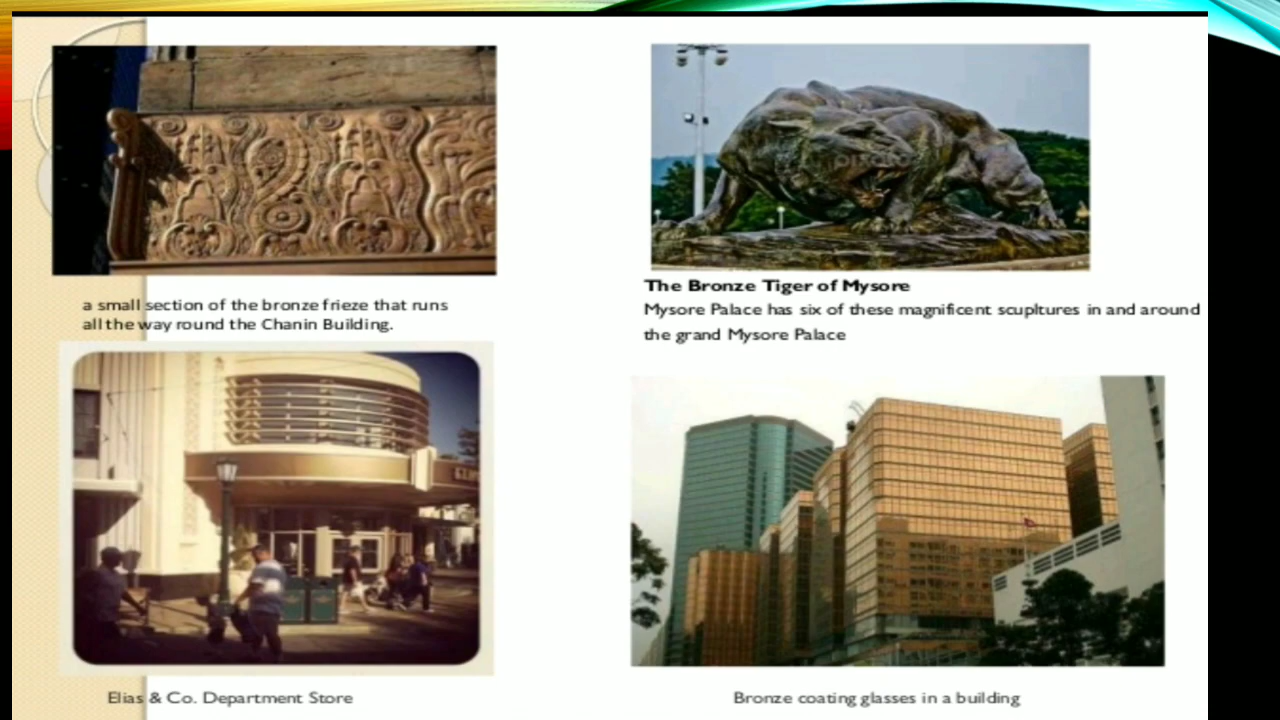 a small section of the bronze frieze that runs
all the way round the Chanin Building.
The Bronze Tiger of Mysore
Mysore Palace has six of these magnificent scupltures in and around
the grand Mysore Palace
Elias & Co. Department Store
Bronze coating glasses in a building